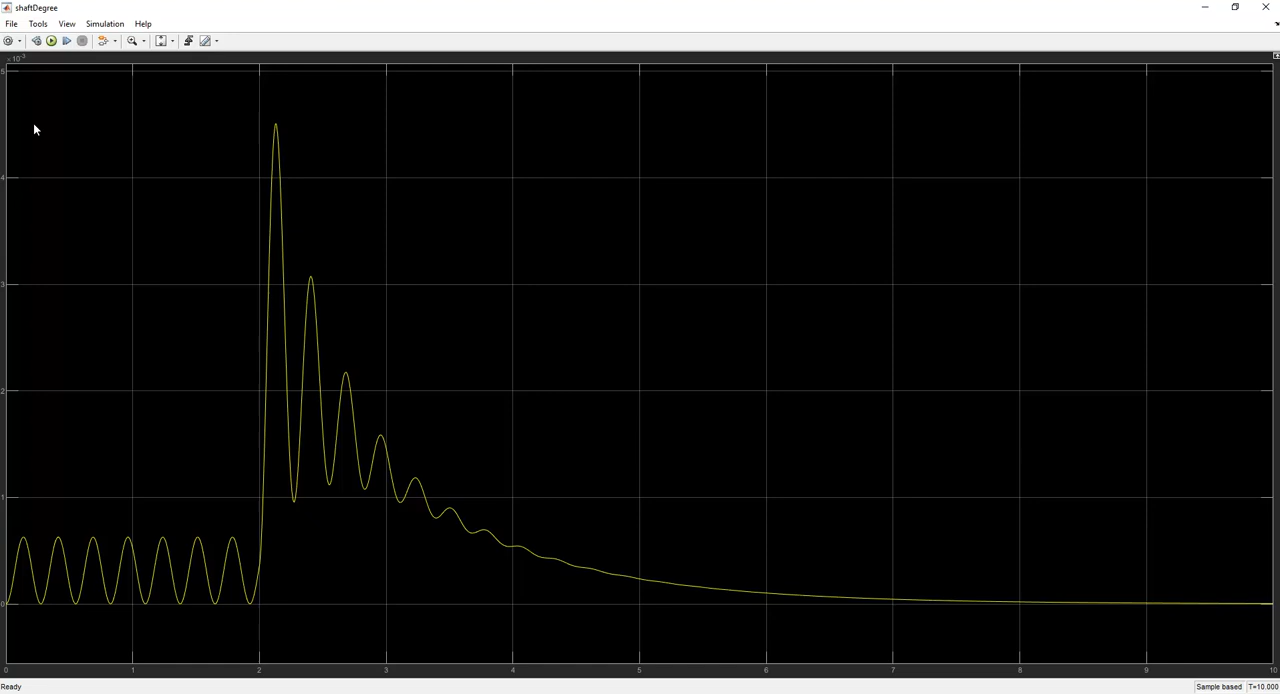 shaftDegree
File Tools View Simulation Help
×10⁻³
5
4
3
2
1
0
0 1 2 3 4 5 6 7 8 9 10
Ready Sample based T=10.000